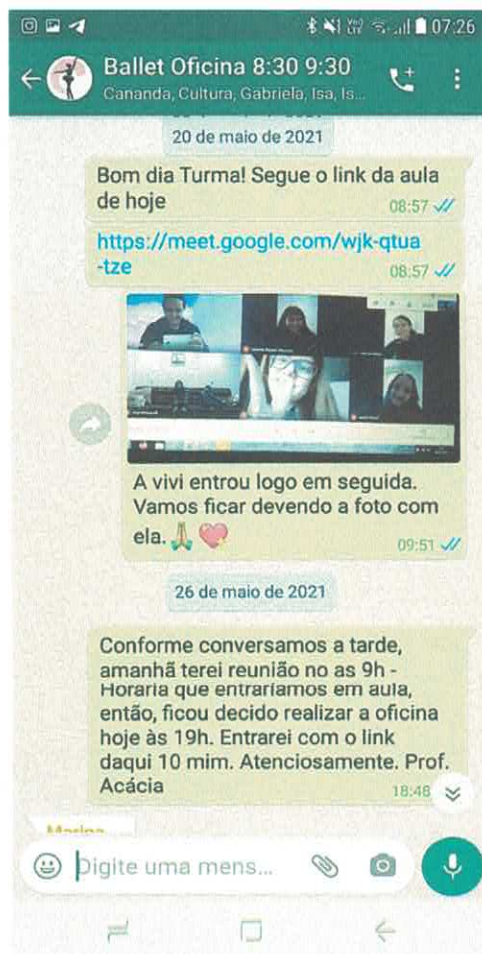 07:26
Ballet Oficina 8:30 9:30
Cananda, Cultura, Gabriela, Isa, Is...
20 de maio de 2021
Bom dia Turma! Segue o link da aula
de hoje
08:57
https://meet.google.com/wjk-qtua
-tze
08:57
A vivi entrou logo em seguida.
Vamos ficar devendo a foto com
ela.
09:51
26 de maio de 2021
Conforme conversamos a tarde,
amanhã terei reunião no as 9h -
Horaria que entraríamos em aula,
então, ficou decido realizar a oficina
hoje às 19h. Entrarei com o link
daqui 10 mim. Atenciosamente. Prof.
Acácia
18:48
Digite uma mens...